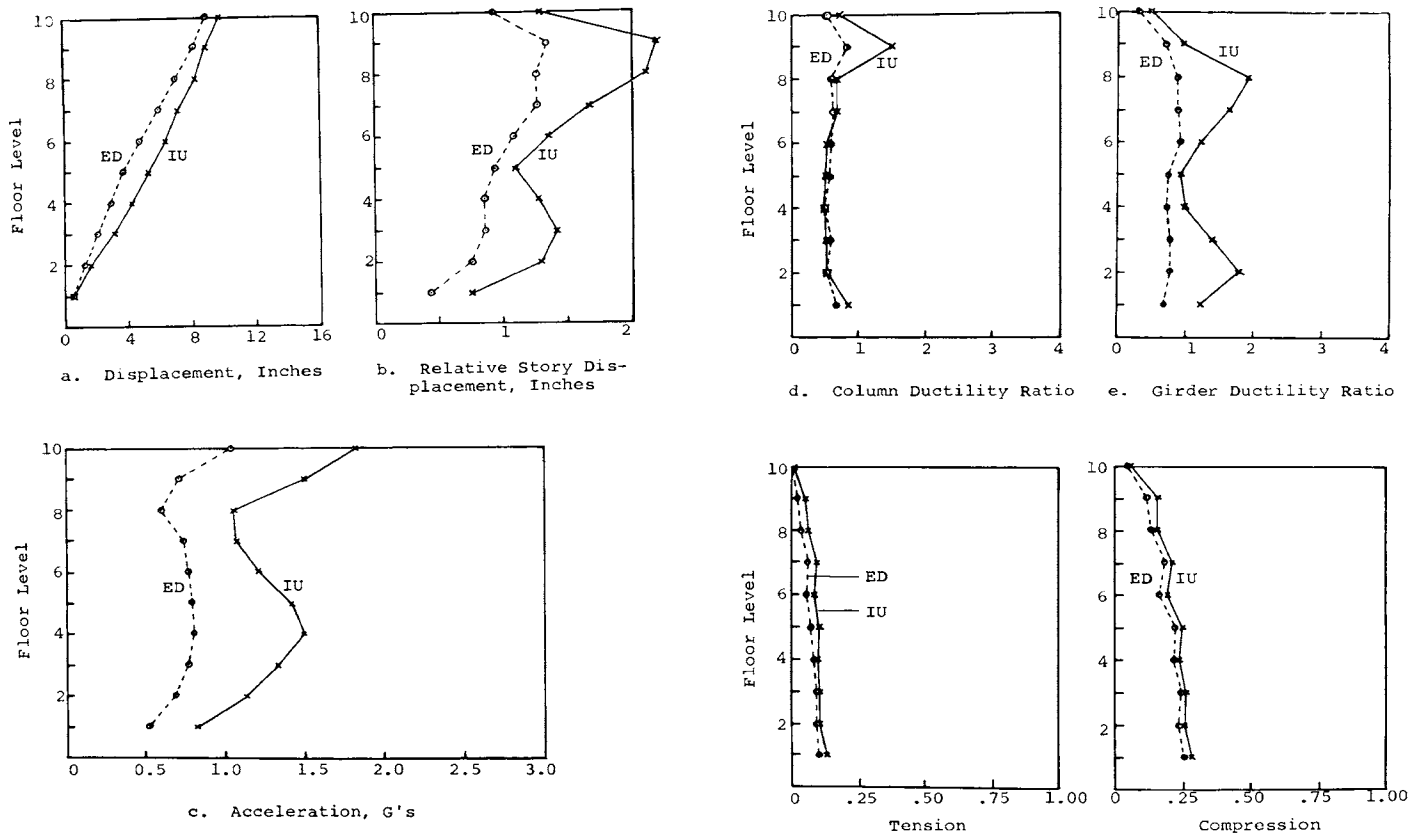 10
8
6
4
2
Floor Level
ED
IU
0 4 8 12 16
a. Displacement, Inches
10
8
6
4
2
ED
IU
0 1 2
b. Relative Story Dis-
placement, Inches
10
8
6
4
2
Floor Level
ED
IU
0 1 2 3 4
d. Column Ductility Ratio
10
8
6
4
2
ED
IU
0 1 2 3 4
e. Girder Ductility Ratio
10
8
6
4
2
Floor Level
ED
IU
0 0.5 1.0 1.5 2.0 2.5 3.0
c. Acceleration, G's
10
8
6
4
2
Floor Level
ED
IU
0 .25 .50 .75 1.00
Tension
10
8
6
4
2
ED IU
0 .25 .50 .75 1.00
Compression